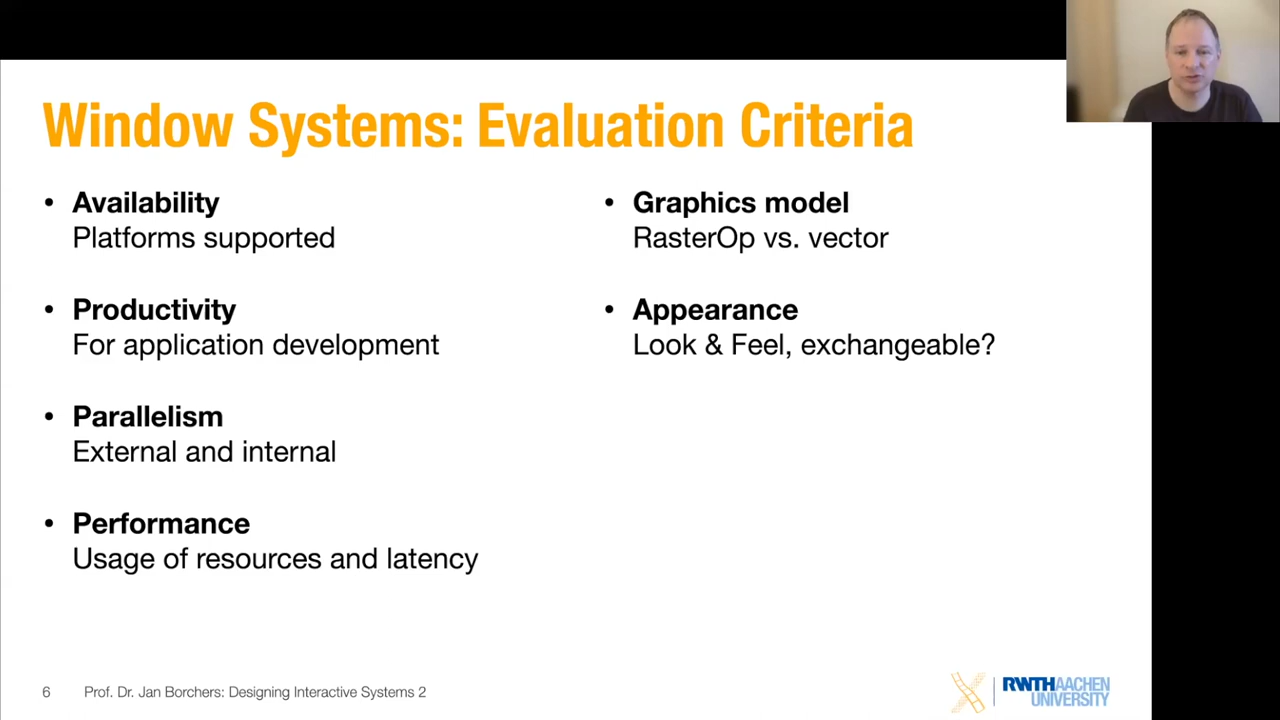 Window Systems: Evaluation Criteria
• Availability
Platforms supported
• Productivity
For application development
• Parallelism
External and internal
• Performance
Usage of resources and latency
• Graphics model
RasterOp vs. vector
• Appearance
Look & Feel, exchangeable?
6 Prof. Dr. Jan Borchers: Designing Interactive Systems 2
RWTHAACHEN
UNIVERSITY